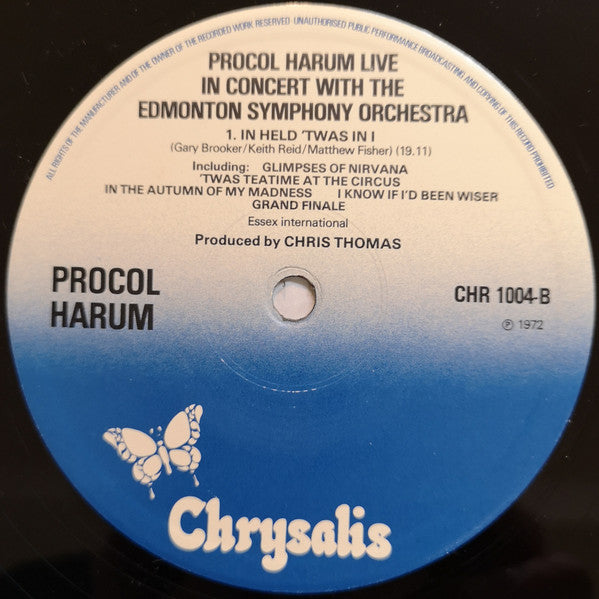 ALL RIGHTS OF THE MANUFACTURER AND OF THE OWNER OF THE RECORDED WORK RESERVED · UNAUTHORISED PUBLIC PERFORMANCE BROADCASTING AND COPYING OF THIS RECORD PROHIBITED
PROCOL HARUM LIVE
IN CONCERT WITH THE
EDMONTON SYMPHONY ORCHESTRA
1. IN HELD 'TWAS IN I
(Gary Brooker/Keith Reid/Matthew Fisher) (19.11)
Including: GLIMPSES OF NIRVANA
'TWAS TEATIME AT THE CIRCUS
IN THE AUTUMN OF MY MADNESS I KNOW IF I'D BEEN WISER
GRAND FINALE
Essex international
Produced by CHRIS THOMAS
PROCOL
HARUM
CHR 1004-B
℗ 1972
Chrysalis